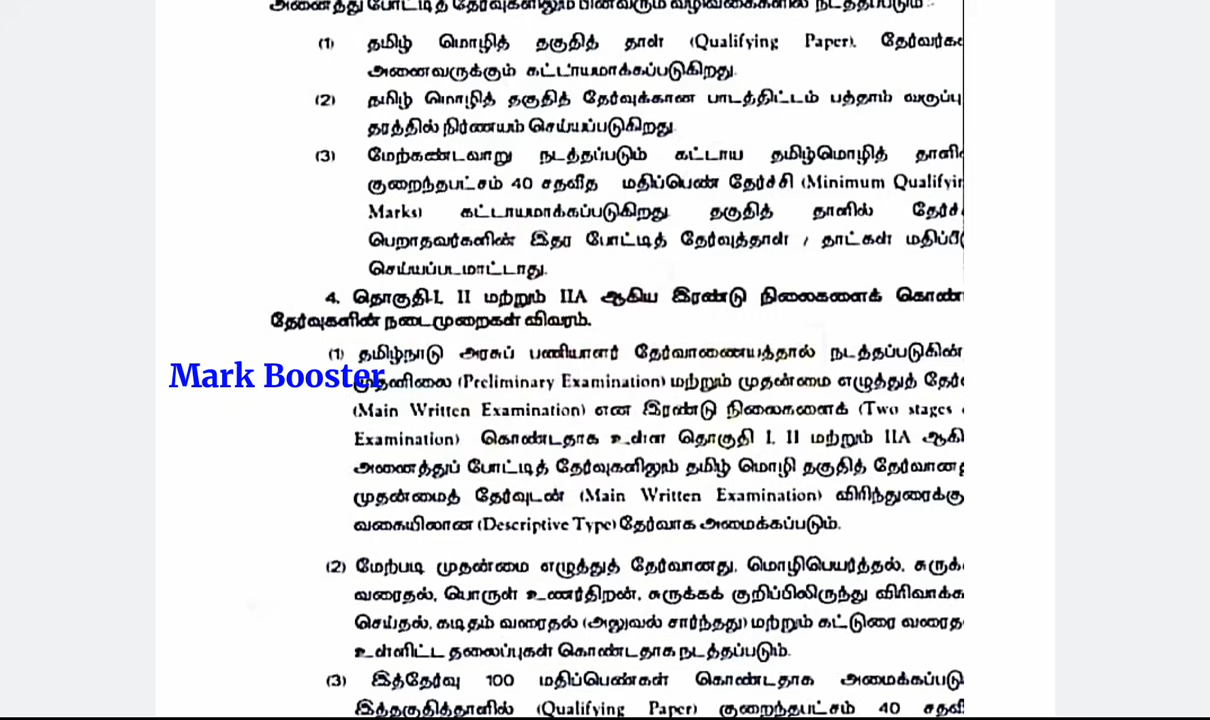 அனைத்து போட்டித் தேர்வுகளிலும் பின்வரும் வழிவகைகளில் நடத்தப்படும் :-
(1) தமிழ் மொழித் தகுதித் தாள் (Qualifying Paper), தேர்வர்க
அனைவருக்கும் கட்டாயமாக்கப்படுகிறது.
(2) தமிழ் மொழித் தகுதித் தேர்வுக்கான பாடத்திட்டம் பத்தாம் வகுப்பு
தரத்தில் நிர்ணயம் செய்யப்படுகிறது.
(3) மேற்கண்டவாறு நடத்தப்படும் கட்டாய தமிழ்மொழித் தாளி
குறைந்தபட்சம் 40 சதவீத மதிப்பெண் தேர்ச்சி (Minimum Qualifyin
Marks) கட்டாயமாக்கப்படுகிறது. தகுதித் தாளில் தேர்ச்
பெறாதவர்களின் இதர போட்டித் தேர்வுத்தாள் / தாட்கள் மதிப்பீடு
செய்யப்படமாட்டாது.
4. தொகுதி-I, II மற்றும் IIA ஆகிய இரண்டு நிலைகளைக் கொண்
தேர்வுகளின் நடைமுறைகள் விவரம்.
(1) தமிழ்நாடு அரசுப் பணியாளர் தேர்வாணையத்தால் நடத்தப்படுகின்
முதனிலை (Preliminary Examination) மற்றும் முதன்மை எழுத்துத் தேர்
Mark Booster
(Main Written Examination) என இரண்டு நிலைகளைக் (Two stages
Examination) கொண்டதாக உள்ள தொகுதி I, II மற்றும் IIA ஆகி
அனைத்துப் போட்டித் தேர்வுகளிலும் தமிழ் மொழி தகுதித் தேர்வான
முதன்மைத் தேர்வுடன் (Main Written Examination) விரிந்துரைக்கு
வகையிலான (Descriptive Type) தேர்வாக அமைக்கப்படும்.
(2) மேற்படி முதன்மை எழுத்துத் தேர்வானது, மொழிபெயர்த்தல், சுருக்
வரைதல், பொருள் உணர்திறன், சுருக்கக் குறிப்பிலிருந்து விரிவாக்க
செய்தல், கடிதம் வரைதல் (அலுவல் சார்ந்தது) மற்றும் கட்டுரை வரைத
உள்ளிட்ட தலைப்புகள் கொண்டதாக நடத்தப்படும்.
(3) இத்தேர்வு 100 மதிப்பெண்கள் கொண்டதாக அமைக்கப்படு
இத்தகுதித்தாளில் (Qualifying Paper) குறைந்தபட்சம் 40 சதவீ